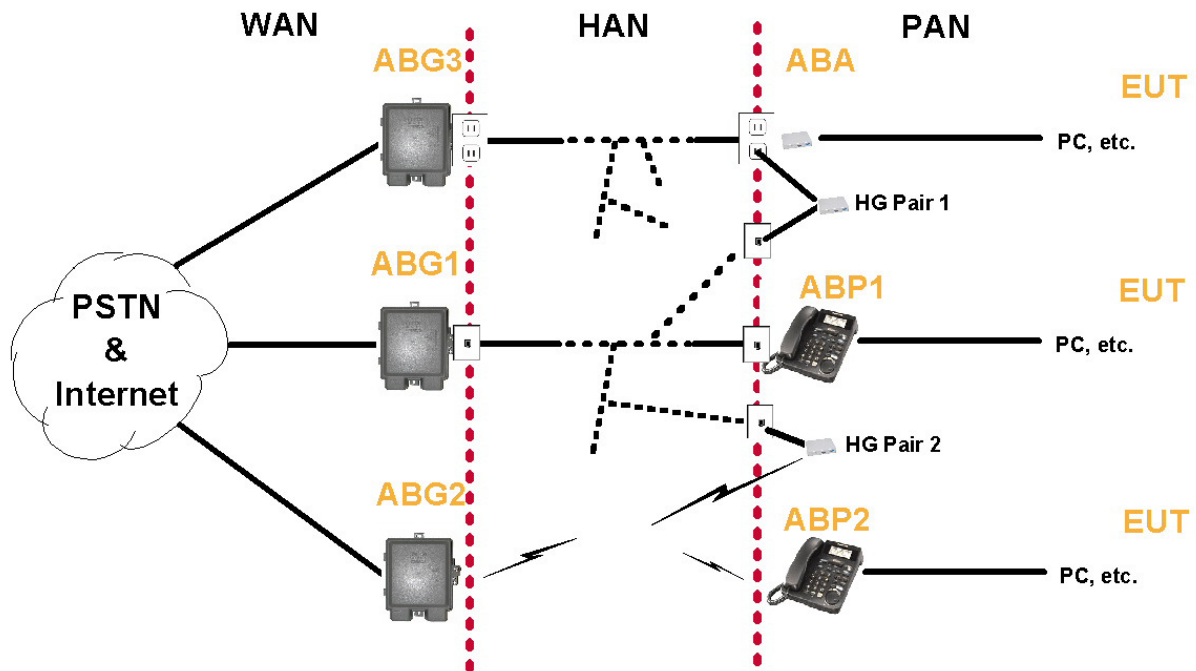 WAN
HAN
PAN
ABG3
ABA
EUT
PC, etc.
HG Pair 1
ABG1
ABP1
EUT
PSTN
&
Internet
PC, etc.
HG Pair 2
ABG2
ABP2
EUT
PC, etc.